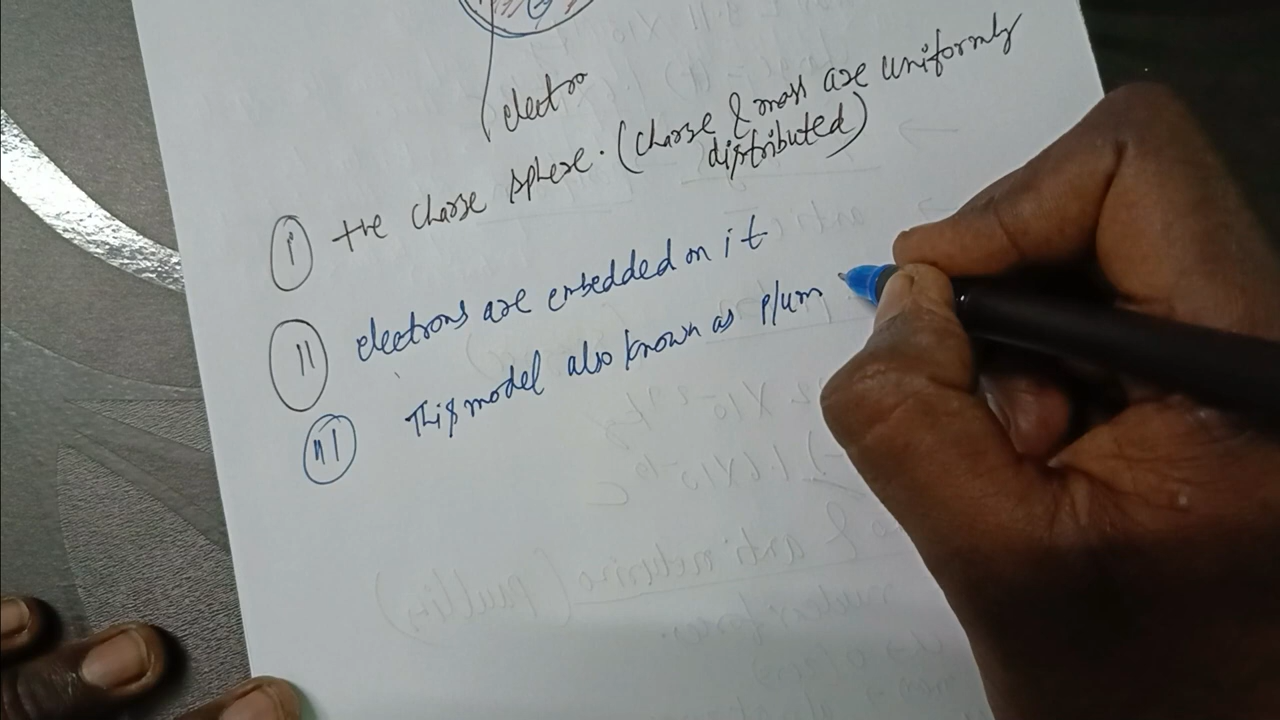 electro
(I) +ve charge sphere. (charge & mass are uniformly
distributed)
(II) electrons are embedded on it
(III) This model also known as plum